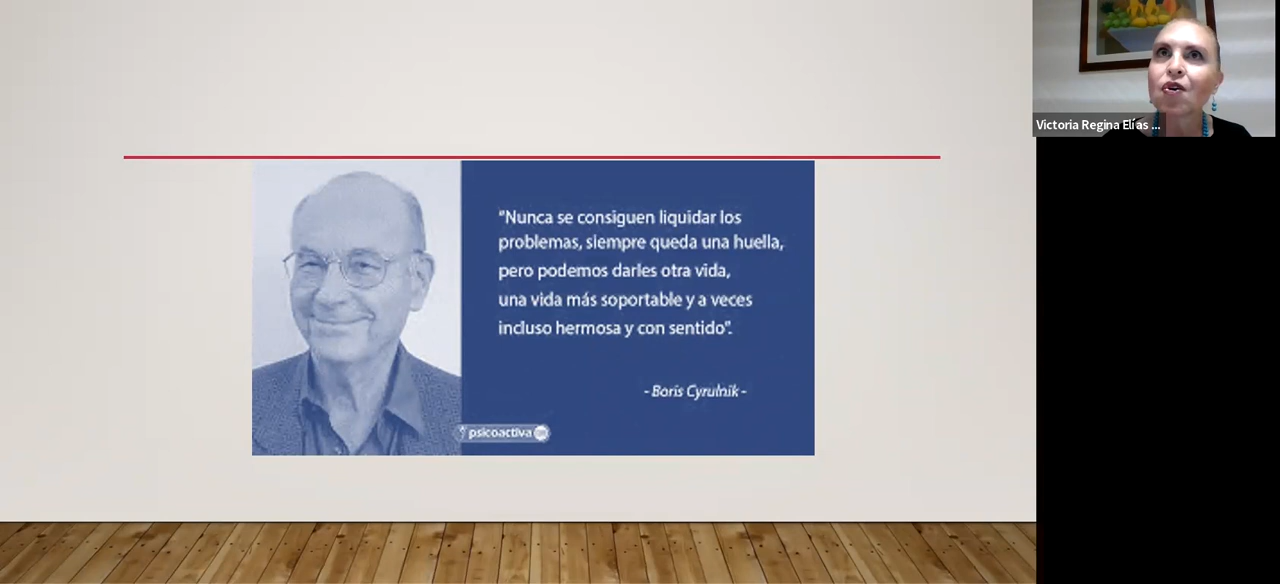 "Nunca se consiguen liquidar los
problemas, siempre queda una huella,
pero podemos darles otra vida,
una vida más soportable y a veces
incluso hermosa y con sentido".
- Boris Cyrulnik -
psicoactiva
Victoria Regina Elías ...